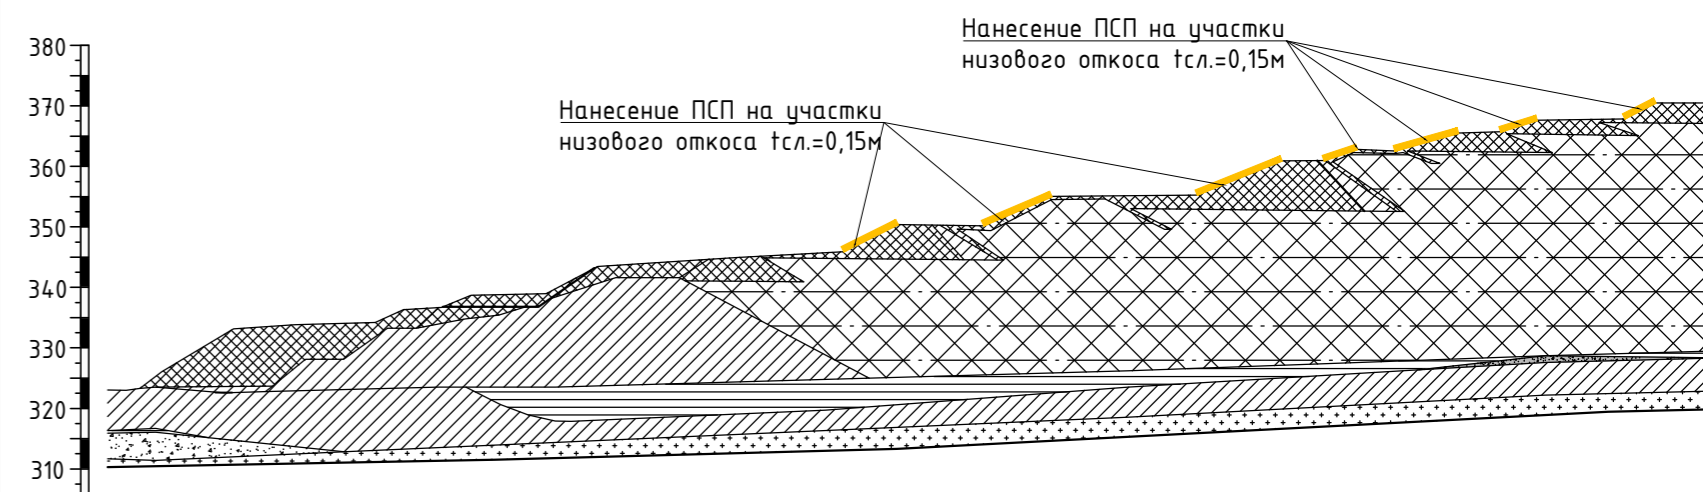 Нанесение ПСП на участки
низового откоса tсл.=0,15м
Нанесение ПСП на участки
низового откоса tсл.=0,15м
380
370
360
350
340
330
320
310